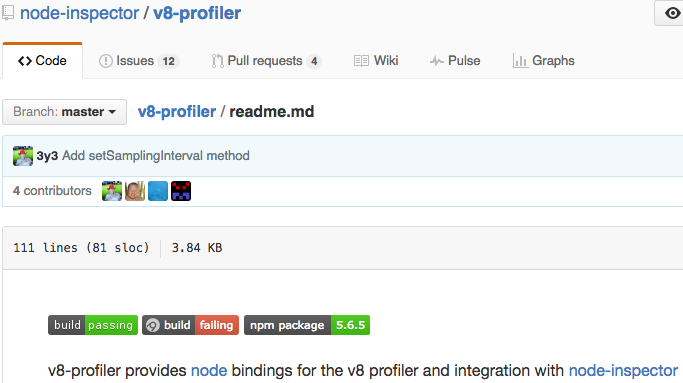 node-inspector / v8-profiler
Code Issues 12 Pull requests 4 Wiki Pulse Graphs
Branch: master v8-profiler / readme.md
3y3 Add setSamplingInterval method
4 contributors
111 lines (81 sloc) 3.84 KB
build passing build failing npm package 5.6.5
v8-profiler provides node bindings for the v8 profiler and integration with node-inspector